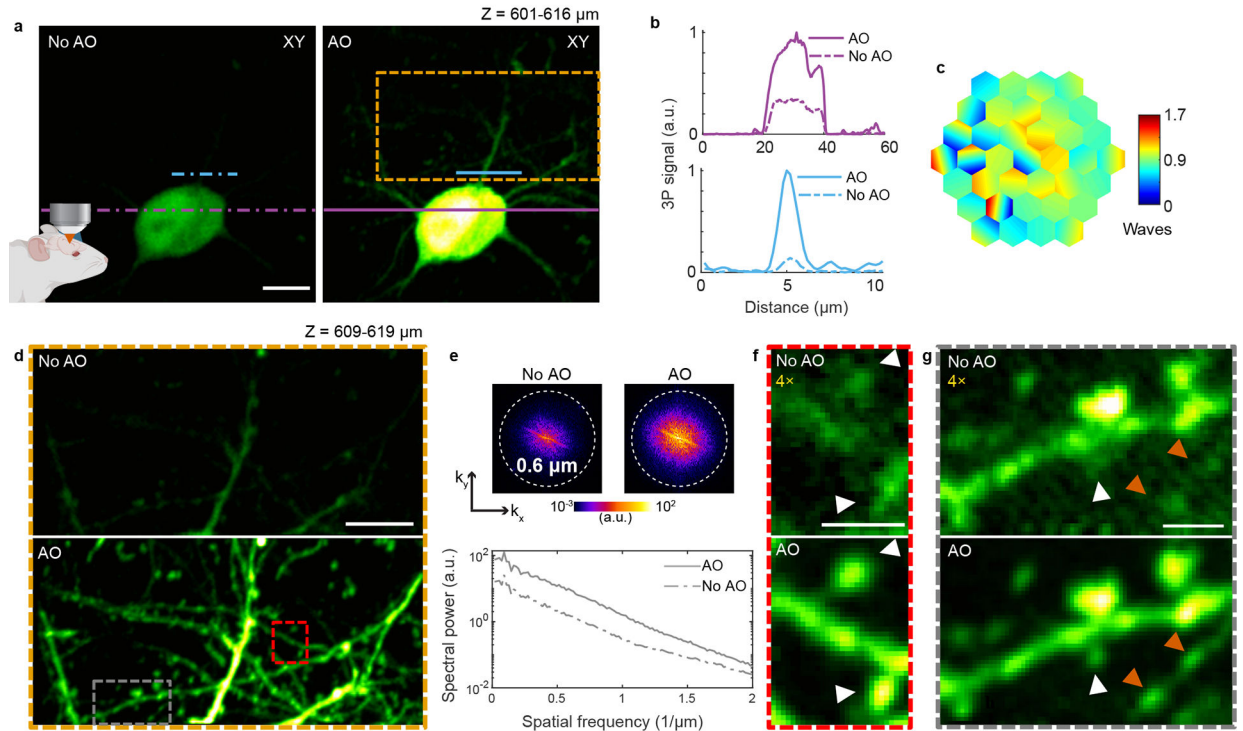 Z = 601-616 µm
a
No AO
XY
AO
XY
b
1
AO
No AO
0
0
20
40
60
1
AO
No AO
0
0
5
10
3P signal (a.u.)
Distance (µm)
c
1.7
0.9
0
Waves
Z = 609-619 µm
d
No AO
AO
e
No AO
AO
0.6 µm
ky
kx
10-3
102
(a.u.)
102
100
10-2
AO
No AO
0
0.5
1
1.5
2
Spectral power (a.u.)
Spatial frequency (1/µm)
f
No AO
4×
AO
g
No AO
4×
AO